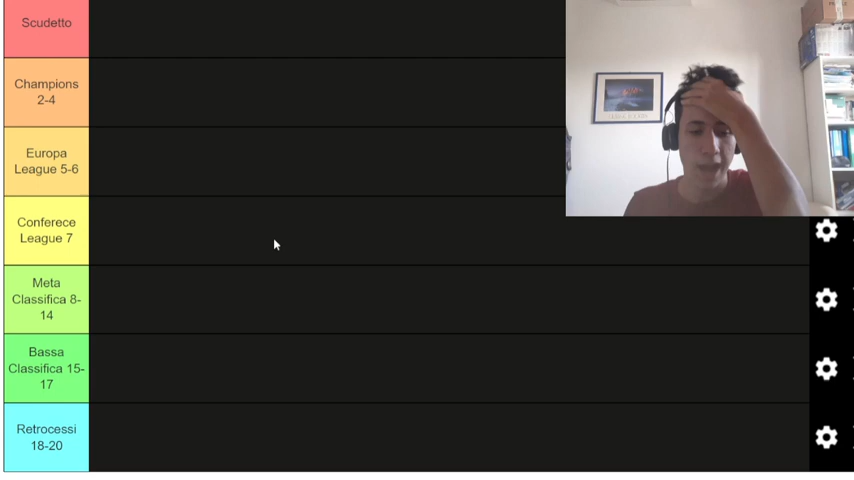 Scudetto
Champions
2-4
Europa
League 5-6
Conferece
League 7
Meta
Classifica 8-
14
Bassa
Classifica 15-
17
Retrocessi
18-20